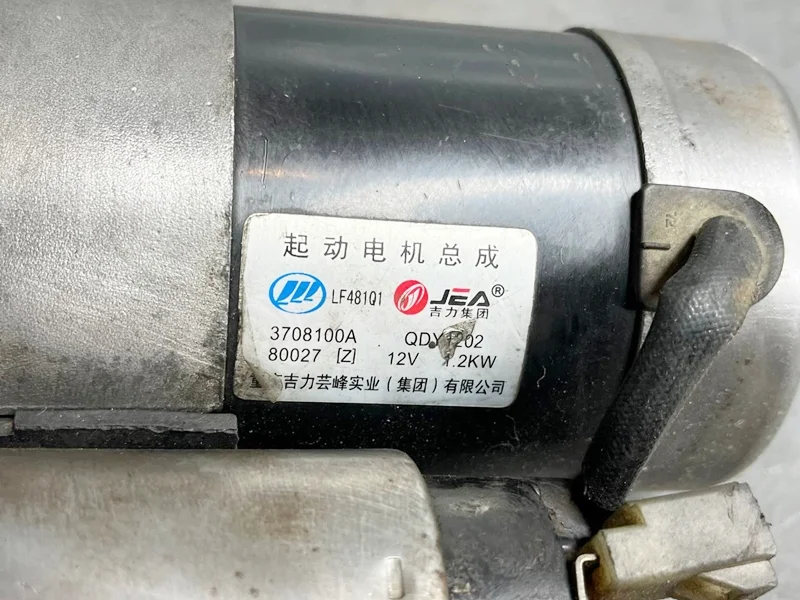 起动电机总成
LF481Q1 JEA®
吉力集团
3708100A QDY1202
80027 [Z] 12V 1.2KW
吉力芸峰实业(集团)有限公司